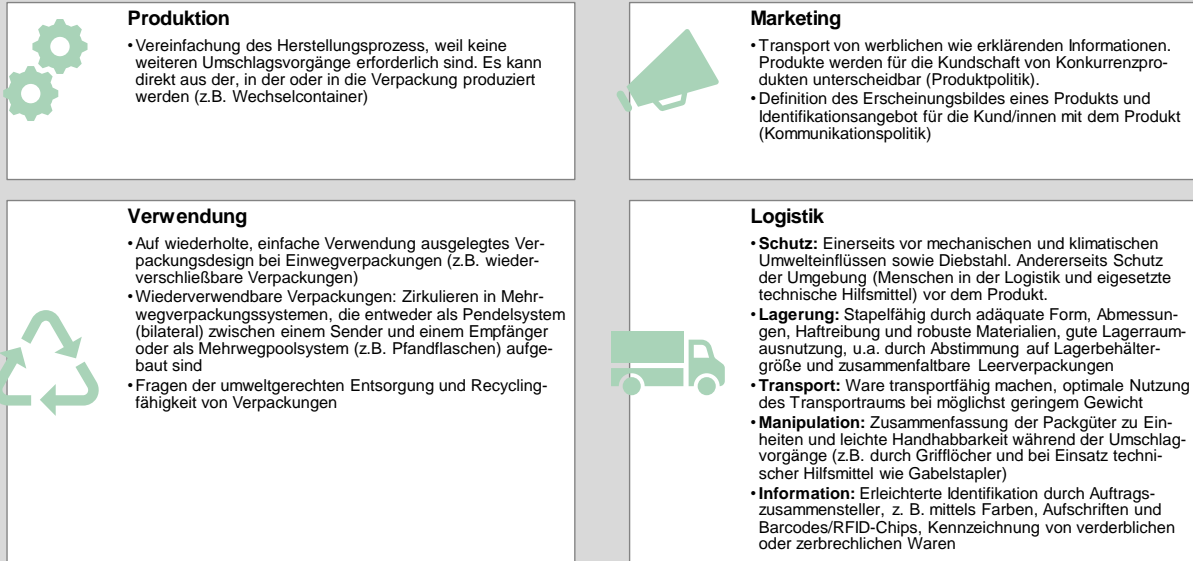 Produktion
• Vereinfachung des Herstellungsprozess, weil keine
weiteren Umschlagsvorgänge erforderlich sind. Es kann
direkt aus der, in der oder in die Verpackung produziert
werden (z.B. Wechselcontainer)
Marketing
• Transport von werblichen wie erklärenden Informationen.
Produkte werden für die Kundschaft von Konkurrenzpro-
dukten unterscheidbar (Produktpolitik).
• Definition des Erscheinungsbildes eines Produkts und
Identifikationsangebot für die Kund/innen mit dem Produkt
(Kommunikationspolitik)
Verwendung
• Auf wiederholte, einfache Verwendung ausgelegtes Ver-
packungsdesign bei Einwegverpackungen (z.B. wieder-
verschließbare Verpackungen)
• Wiederverwendbare Verpackungen: Zirkulieren in Mehr-
wegverpackungssystemen, die entweder als Pendelsystem
(bilateral) zwischen einem Sender und einem Empfänger
oder als Mehrwegpoolsystem (z.B. Pfandflaschen) aufge-
baut sind
• Fragen der umweltgerechten Entsorgung und Recycling-
fähigkeit von Verpackungen
Logistik
• Schutz: Einerseits vor mechanischen und klimatischen
Umwelteinflüssen sowie Diebstahl. Andererseits Schutz
der Umgebung (Menschen in der Logistik und eigesetzte
technische Hilfsmittel) vor dem Produkt.
• Lagerung: Stapelfähig durch adäquate Form, Abmessun-
gen, Haftreibung und robuste Materialien, gute Lagerraum-
ausnutzung, u.a. durch Abstimmung auf Lagerbehälter-
größe und zusammenfaltbare Leerverpackungen
• Transport: Ware transportfähig machen, optimale Nutzung
des Transportraums bei möglichst geringem Gewicht
• Manipulation: Zusammenfassung der Packgüter zu Ein-
heiten und leichte Handhabbarkeit während der Umschlag-
vorgänge (z.B. durch Grifflöcher und bei Einsatz techni-
scher Hilfsmittel wie Gabelstapler)
• Information: Erleichterte Identifikation durch Auftrags-
zusammensteller, z. B. mittels Farben, Aufschriften und
Barcodes/RFID-Chips, Kennzeichnung von verderblichen
oder zerbrechlichen Waren